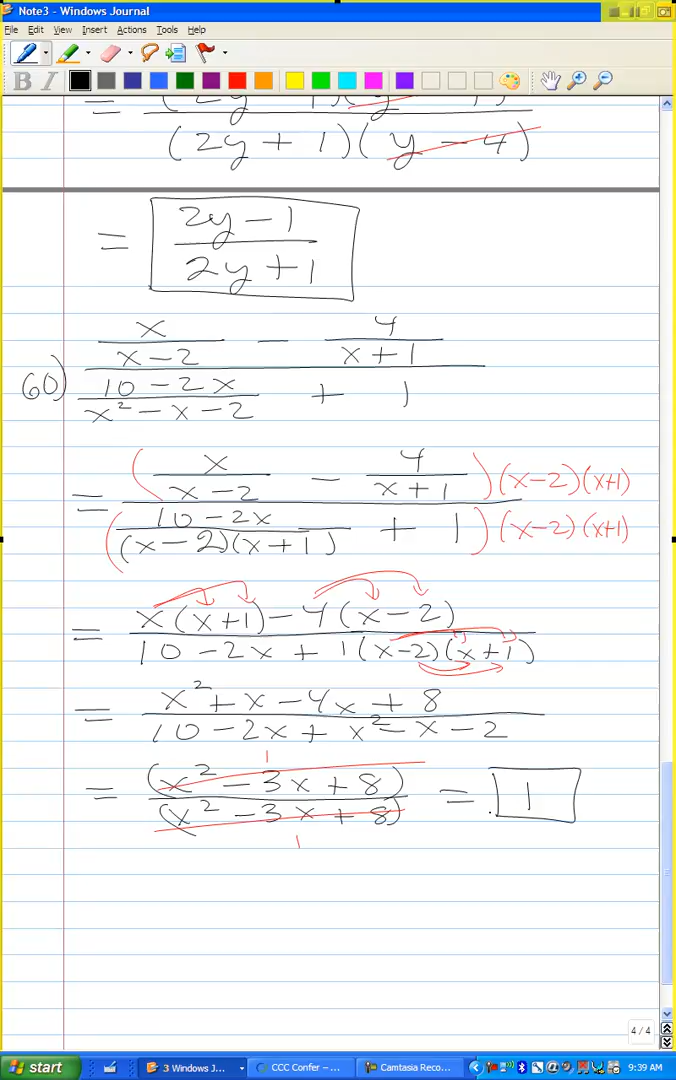 Note3 - Windows Journal
File Edit View Insert Actions Tools Help
B I
(2y + 1)(y - 4)
= 2y - 1
2y + 1
60) x/(x - 2) - 4/(x + 1)
(10 - 2x)/(x² - x - 2) + 1
= (x/(x - 2) - 4/(x + 1))(x-2)(x+1)
((10 - 2x)/((x - 2)(x + 1)) + 1)(x-2)(x+1)
= x(x+1) - 4(x - 2)
10 - 2x + 1(x-2)(x+1)
= x² + x - 4x + 8
10 - 2x + x² - x - 2
1
= (x² - 3x + 8)
(x² - 3x + 8) = 1
1
4 / 4
start 3 Windows J... CCC Confer - ... Camtasia Reco... 9:39 AM